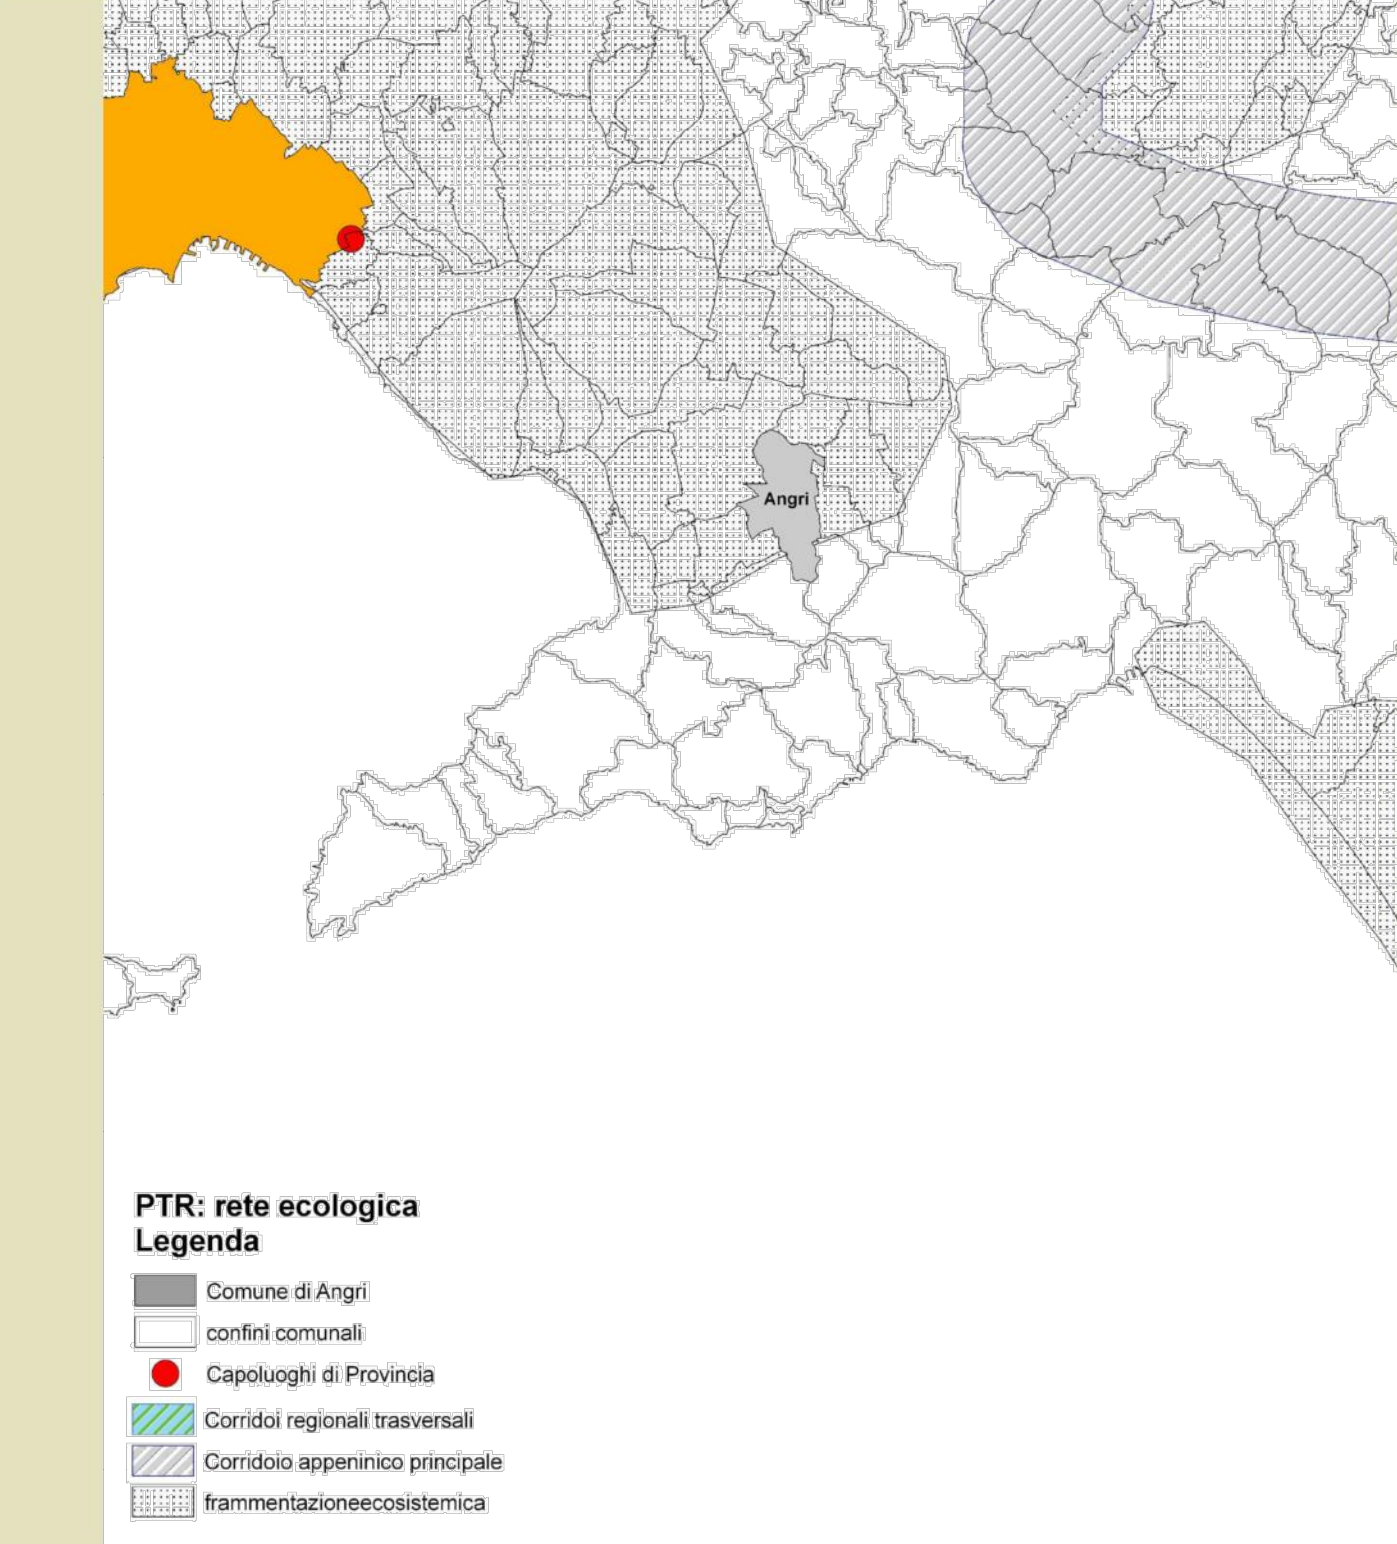 Angri
PTR: rete ecologica
Legenda
Comune di Angri
confini comunali
Capoluoghi di Provincia
Corridoi regionali trasversali
Corridoio appeninico principale
frammentazioneecosistemica